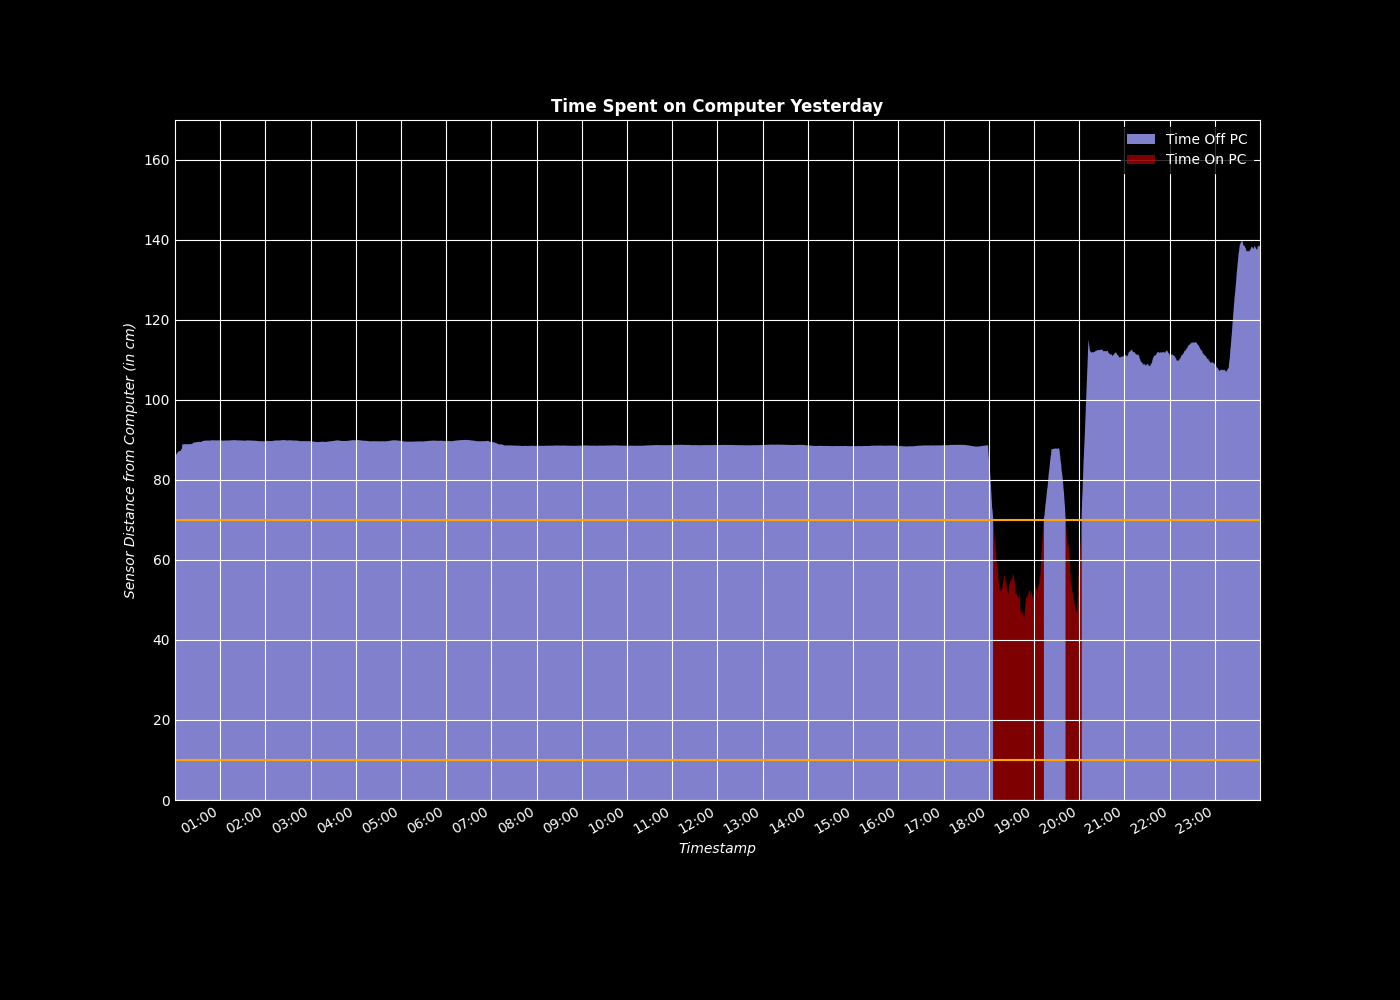 Time Spent on Computer Yesterday
Time Off PC
Time On PC
160
140
120
100
80
60
40
20
0
Sensor Distance from Computer (in cm)
01:00 02:00 03:00 04:00 05:00 06:00 07:00 08:00 09:00 10:00 11:00 12:00 13:00 14:00 15:00 16:00 17:00 18:00 19:00 20:00 21:00 22:00 23:00
Timestamp